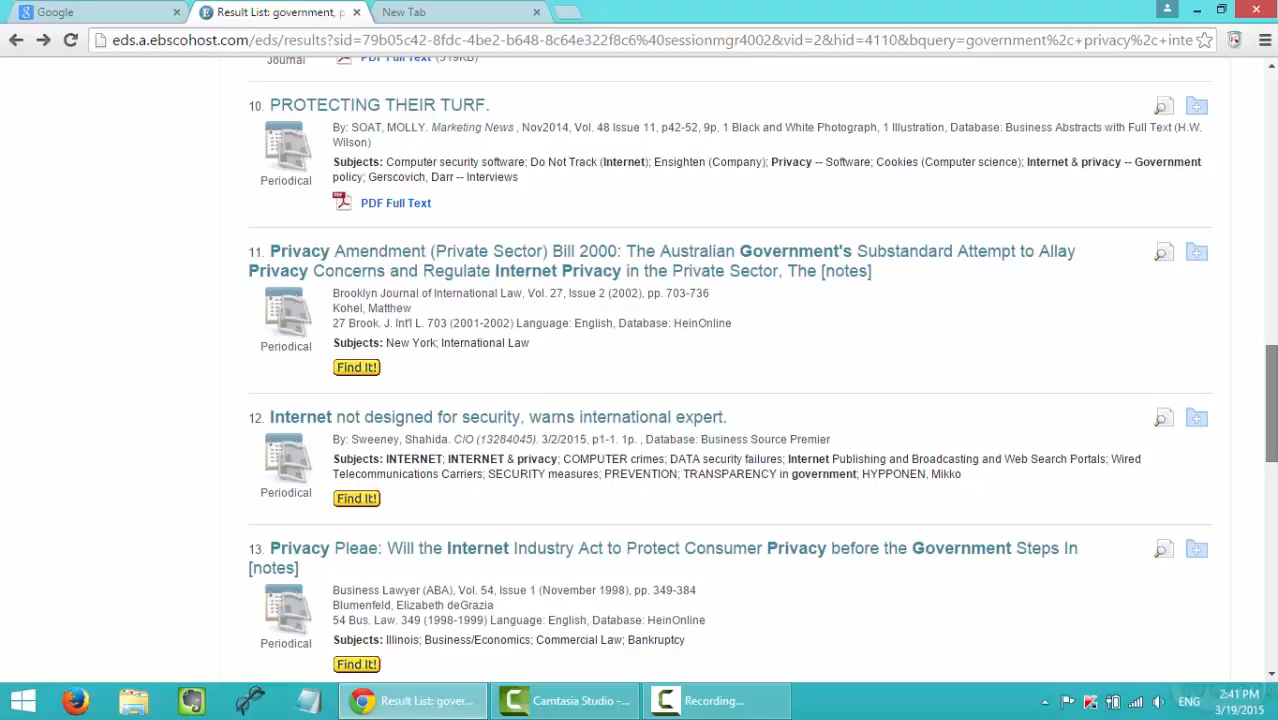 Google
Result List: government, p
New Tab
eds.a.ebscohost.com/eds/results?sid=79b05c42-8fdc-4be2-b648-8c64e322f8c6%40sessionmgr4002&vid=2&hid=4110&bquery=government%2c+privacy%2c+inte
Journal
PDF Full Text (519KB)
10. PROTECTING THEIR TURF.
By: SOAT, MOLLY. Marketing News , Nov2014, Vol. 48 Issue 11, p42-52, 9p, 1 Black and White Photograph, 1 Illustration, Database: Business Abstracts with Full Text (H.W.
Wilson)
Subjects: Computer security software; Do Not Track (Internet); Ensighten (Company); Privacy -- Software; Cookies (Computer science); Internet & privacy -- Government
policy; Gerscovich, Darr -- Interviews
Periodical
PDF Full Text
11. Privacy Amendment (Private Sector) Bill 2000: The Australian Government's Substandard Attempt to Allay
Privacy Concerns and Regulate Internet Privacy in the Private Sector, The [notes]
Brooklyn Journal of International Law, Vol. 27, Issue 2 (2002), pp. 703-736
Kohel, Matthew
27 Brook. J. Int'l L. 703 (2001-2002) Language: English, Database: HeinOnline
Periodical
Subjects: New York; International Law
Find It!
12. Internet not designed for security, warns international expert.
By: Sweeney, Shahida. CIO (13284045). 3/2/2015, p1-1. 1p. , Database: Business Source Premier
Subjects: INTERNET; INTERNET & privacy; COMPUTER crimes; DATA security failures; Internet Publishing and Broadcasting and Web Search Portals; Wired
Telecommunications Carriers; SECURITY measures; PREVENTION; TRANSPARENCY in government; HYPPONEN, Mikko
Periodical
Find It!
13. Privacy Pleae: Will the Internet Industry Act to Protect Consumer Privacy before the Government Steps In
[notes]
Business Lawyer (ABA), Vol. 54, Issue 1 (November 1998), pp. 349-384
Blumenfeld, Elizabeth deGrazia
54 Bus. Law. 349 (1998-1999) Language: English, Database: HeinOnline
Periodical
Subjects: Illinois; Business/Economics; Commercial Law; Bankruptcy
Find It!
Result List: gover...
Camtasia Studio -...
Recording...
ENG
2:41 PM
3/19/2015